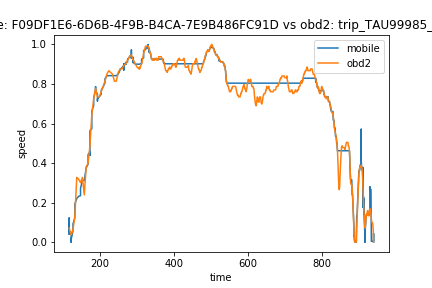 e: F09DF1E6-6D6B-4F9B-B4CA-7E9B486FC91D vs obd2: trip_TAU99985_
1.0
0.8
0.6
0.4
0.2
0.0
speed
mobile
obd2
200 400 600 800
time